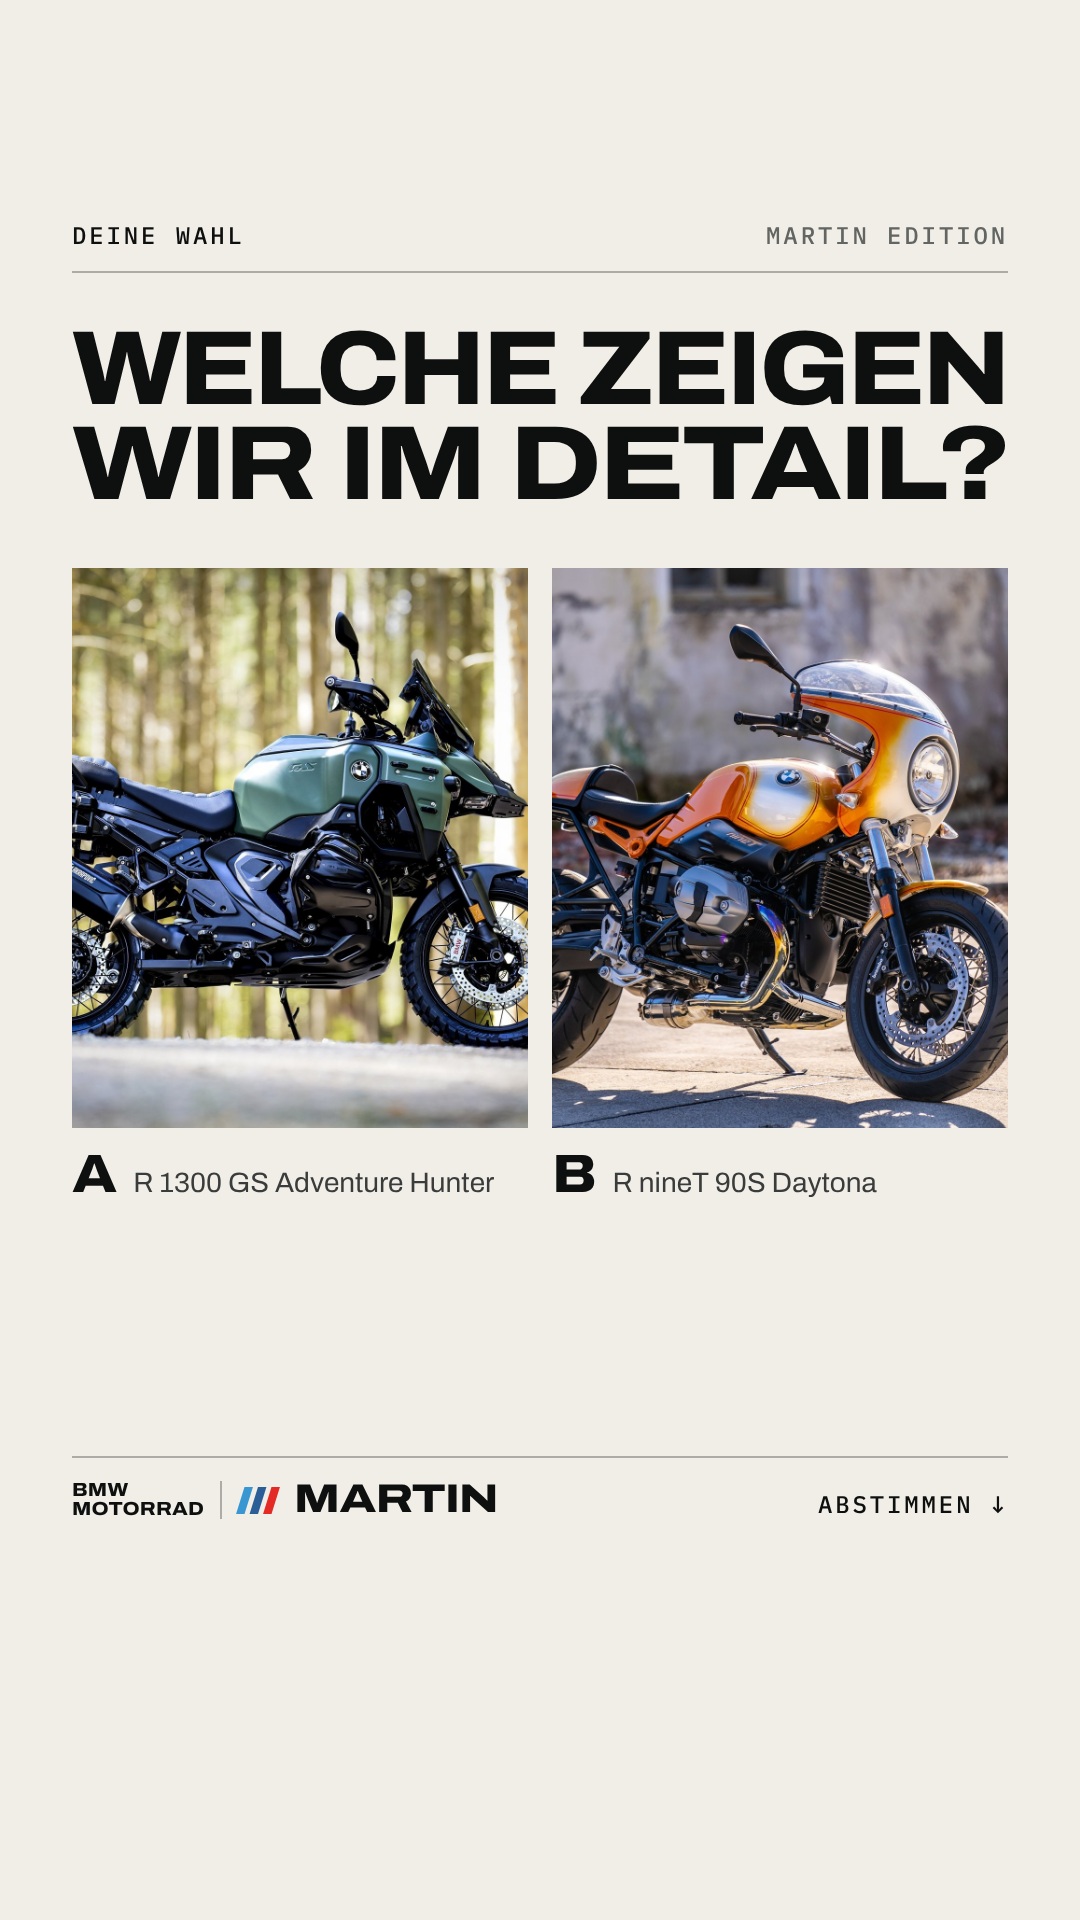 DEINE WAHL
MARTIN EDITION
WELCHE ZEIGEN
WIR IM DETAIL?
A R 1300 GS Adventure Hunter
B R nineT 90S Daytona
BMW
MOTORRAD
MARTIN
ABSTIMMEN ↓